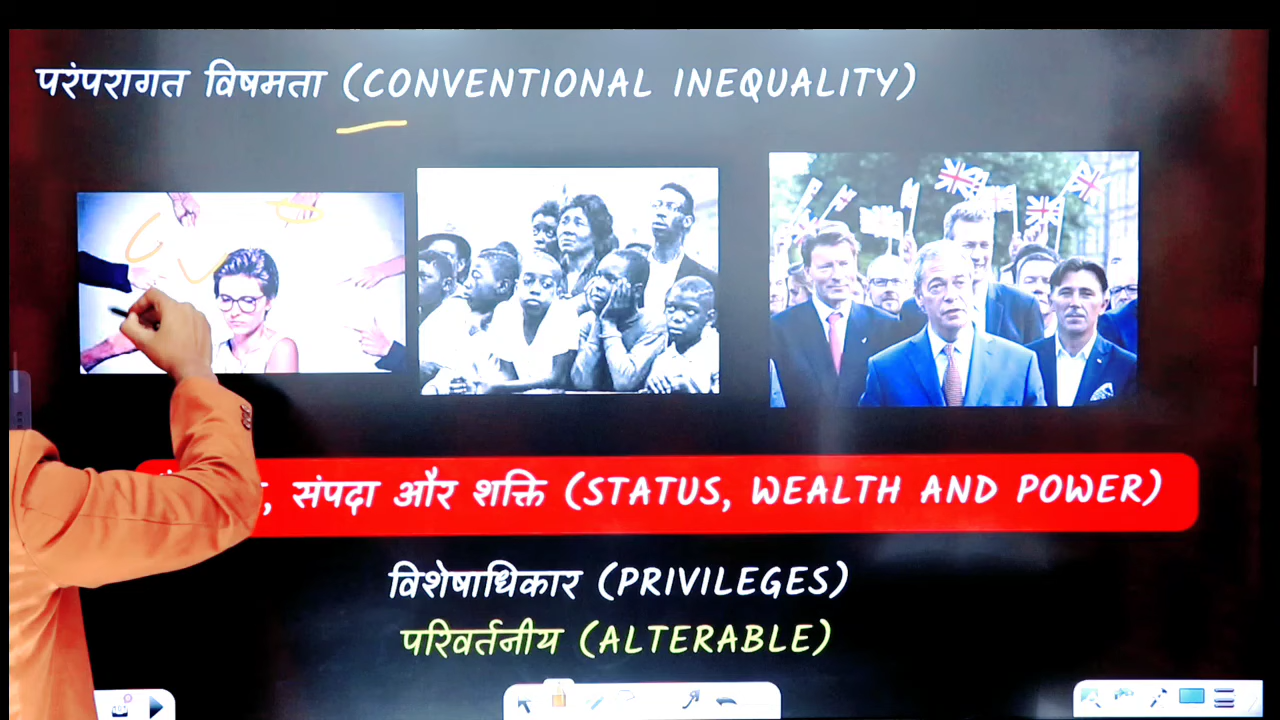 परंपरागत विषमता (CONVENTIONAL INEQUALITY)
, संपदा और शक्ति (STATUS, WEALTH AND POWER)
विशेषाधिकार (PRIVILEGES)
परिवर्तनीय (ALTERABLE)